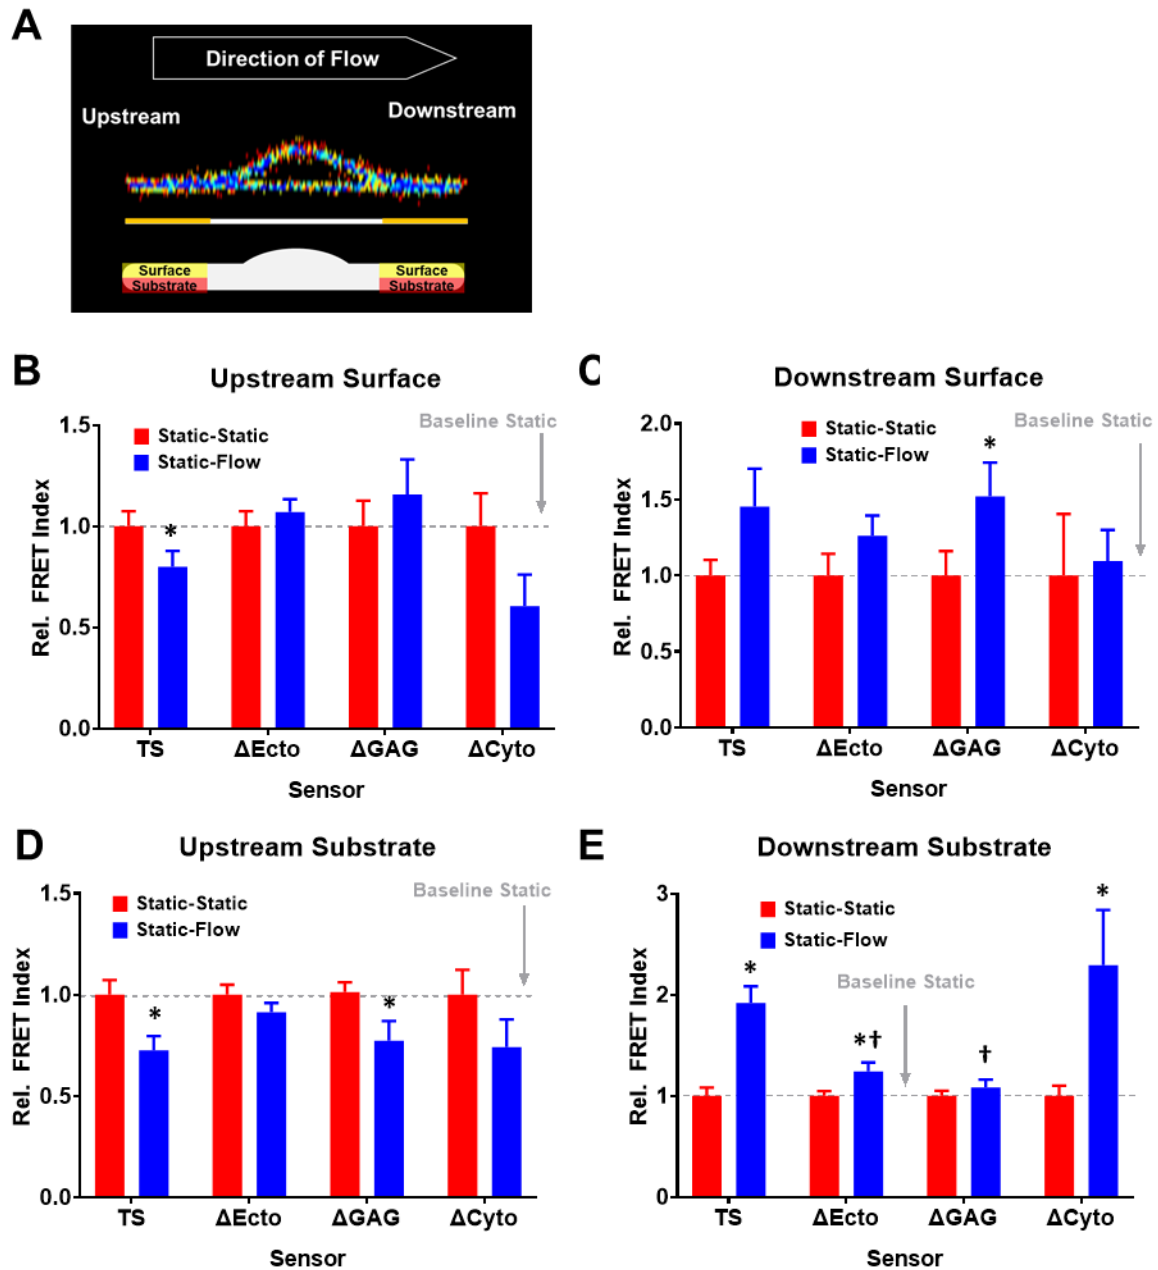 A
Direction of Flow
Upstream
Downstream
Surface
Substrate
Surface
Substrate
B
Upstream Surface
Baseline Static
Static-Static
Static-Flow
Rel. FRET Index
1.5
1.0
0.5
0.0
*
TS
ΔEcto
ΔGAG
ΔCyto
Sensor
C
Downstream Surface
Baseline Static
Static-Static
Static-Flow
Rel. FRET Index
2.0
1.5
1.0
0.5
0.0
*
TS
ΔEcto
ΔGAG
ΔCyto
Sensor
D
Upstream Substrate
Baseline Static
Static-Static
Static-Flow
Rel. FRET Index
1.5
1.0
0.5
0.0
*
*
TS
ΔEcto
ΔGAG
ΔCyto
Sensor
E
Downstream Substrate
Static-Static
Static-Flow
Baseline Static
Rel. FRET Index
3
2
1
0
*
*†
†
*
TS
ΔEcto
ΔGAG
ΔCyto
Sensor